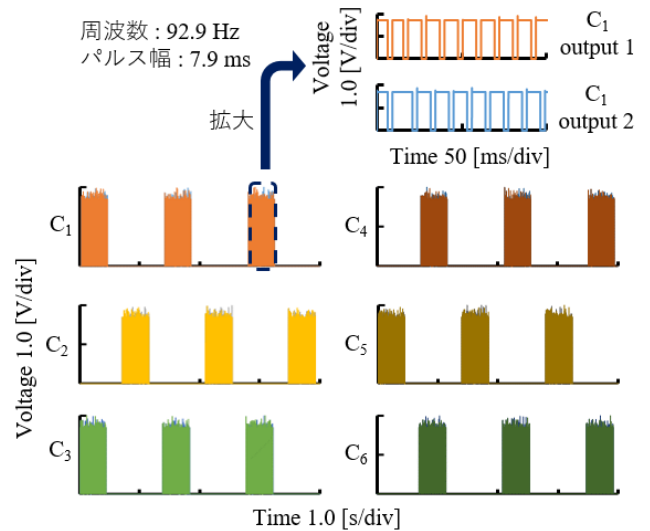 周波数 : 92.9 Hz
パルス幅 : 7.9 ms
拡大
Voltage
1.0 [V/div]
C1
output 1
C1
output 2
Time 50 [ms/div]
Voltage 1.0 [V/div]
C1
C4
C2
C5
C3
C6
Time 1.0 [s/div]